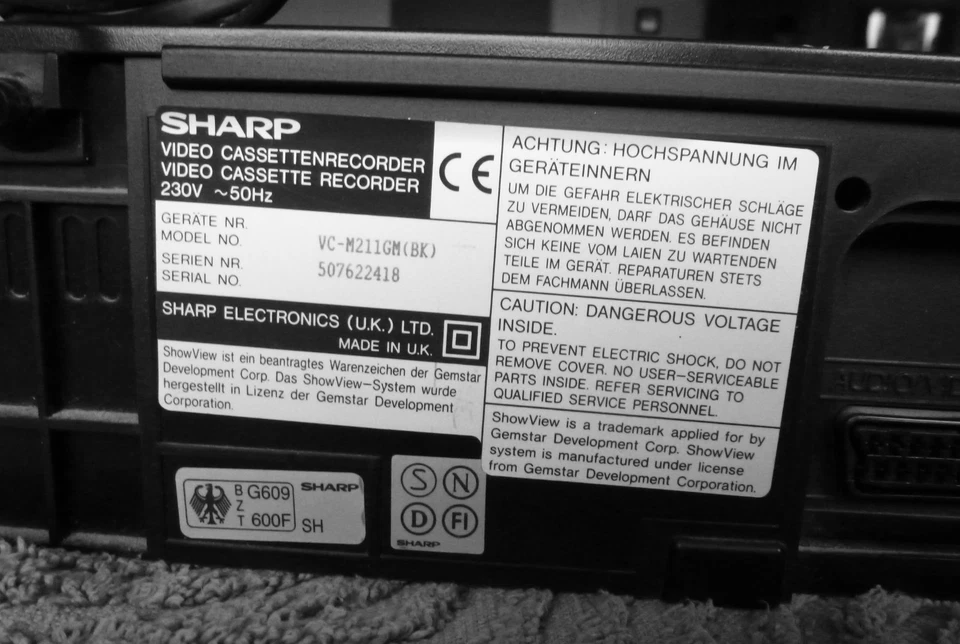 SHARP
VIDEO CASSETTENRECORDER
VIDEO CASSETTE RECORDER
230V ~50Hz
CE
GERÄTE NR.
MODEL NO.
VC-M211GM(BK)
SERIEN NR.
SERIAL NO.
507622418
SHARP ELECTRONICS (U.K.) LTD.
MADE IN U.K.
ShowView ist ein beantragtes Warenzeichen der Gemstar
Development Corp. Das ShowView-System wurde
hergestellt in Lizenz der Gemstar Development
Corporation.
ACHTUNG: HOCHSPANNUNG IM
GERÄTEINNERN
UM DIE GEFAHR ELEKTRISCHER SCHLÄGE
ZU VERMEIDEN, DARF DAS GEHÄUSE NICHT
ABGENOMMEN WERDEN. ES BEFINDEN
SICH KEINE VOM LAIEN ZU WARTENDEN
TEILE IM GERÄT. REPARATUREN STETS
DEM FACHMANN ÜBERLASSEN.
CAUTION: DANGEROUS VOLTAGE
INSIDE.
TO PREVENT ELECTRIC SHOCK, DO NOT
REMOVE COVER. NO USER-SERVICEABLE
PARTS INSIDE. REFER SERVICING TO
QUALIFIED SERVICE PERSONNEL.
ShowView is a trademark applied for by
Gemstar Development Corp. ShowView
system is manufactured under license
from Gemstar Development Corporation.
BZT G609 600F SHARP SH
S N
D FI
SHARP